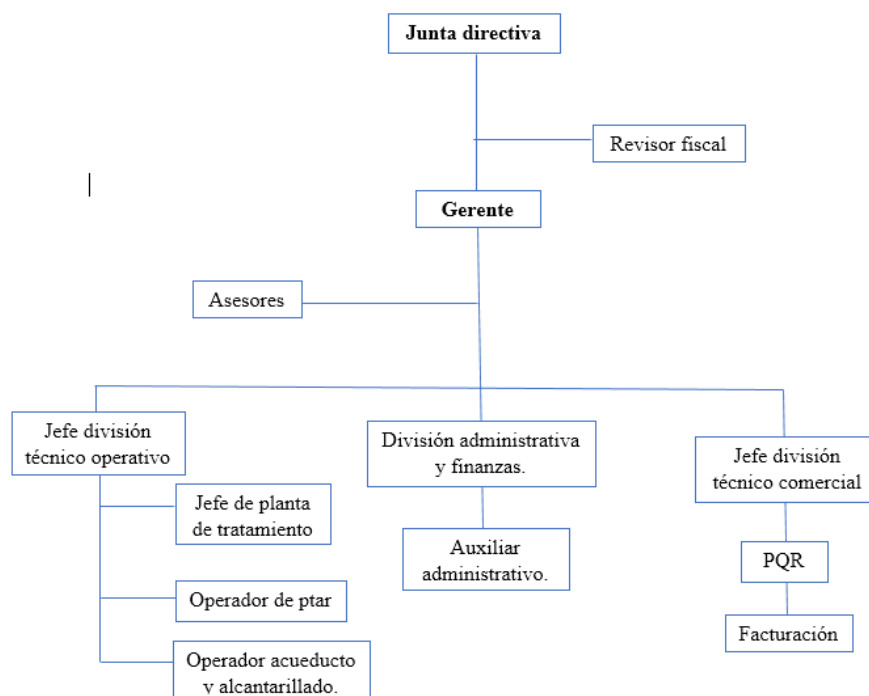 Junta directiva
Revisor fiscal
Gerente
Asesores
Jefe división
técnico operativo
División administrativa
y finanzas.
Jefe división
técnico comercial
Jefe de planta
de tratamiento
Auxiliar
administrativo.
PQR
Operador de ptar
Facturación
Operador acueducto
y alcantarillado.